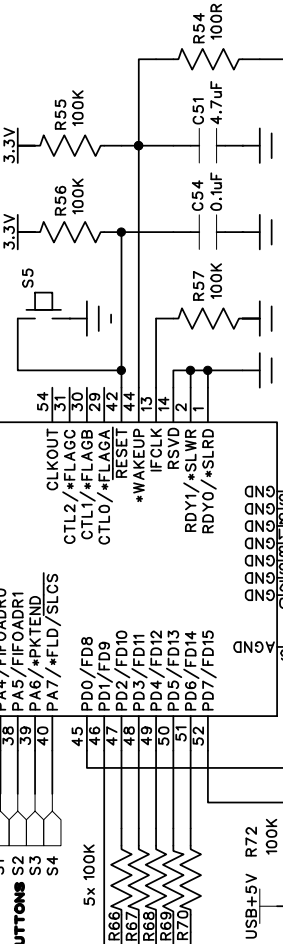 R54
100R
3.3V
R55
100K
C51
4.7uF
3.3V
R56
100K
C54
0.1uF
S5
R57
100K
54
31
30
29
42
44
13
14
2
1
CLKOUT
CTL2/*FLAGC
CTL1/*FLAGB
CTL0/*FLAGA
RESET
*WAKEUP
IFCLK
RSVD
RDY1/*SLWR
RDY0/*SLRD
GND
GND
GND
GND
GND
GND
GND
AGND
PA4/FIFOADR0
PA5/FIFOADR1
PA6/*PKTEND
PA7/*FLD/SLCS
PD0/FD8
PD1/FD9
PD2/FD10
PD3/FD11
PD4/FD12
PD5/FD13
PD6/FD14
PD7/FD15
38
39
40
45
46
47
48
49
50
51
52
S1
S2
S3
S4
5x 100K
R66
R67
R68
R69
R70
USB+5V
R72
100K